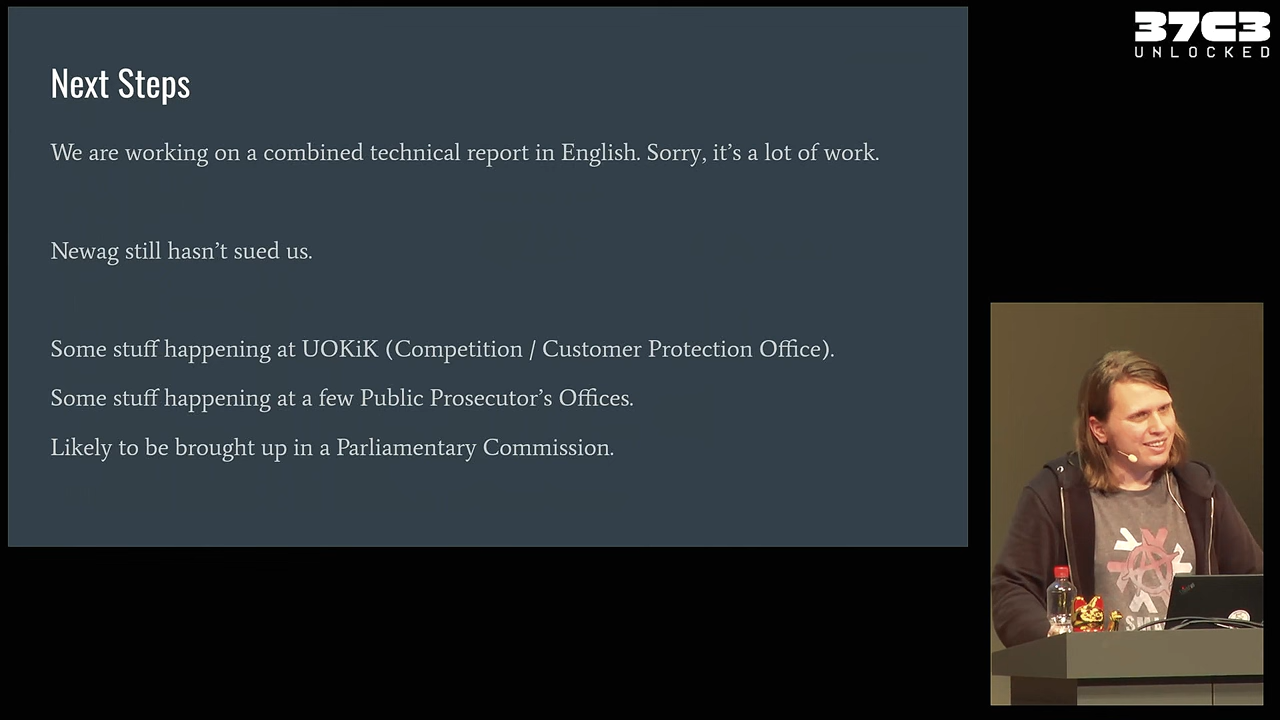 37C3
UNLOCKED
Next Steps
We are working on a combined technical report in English. Sorry, it’s a lot of work.
Newag still hasn’t sued us.
Some stuff happening at UOKiK (Competition / Customer Protection Office).
Some stuff happening at a few Public Prosecutor’s Offices.
Likely to be brought up in a Parliamentary Commission.